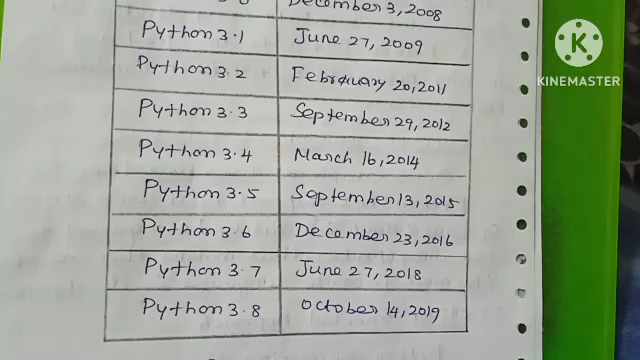 December 3, 2008
Python 3.1 June 27, 2009
Python 3.2 February 20, 2011
Python 3.3 September 29, 2012
Python 3.4 March 16, 2014
Python 3.5 September 13, 2015
Python 3.6 December 23, 2016
Python 3.7 June 27, 2018
Python 3.8 October 14, 2019
KINEMASTER